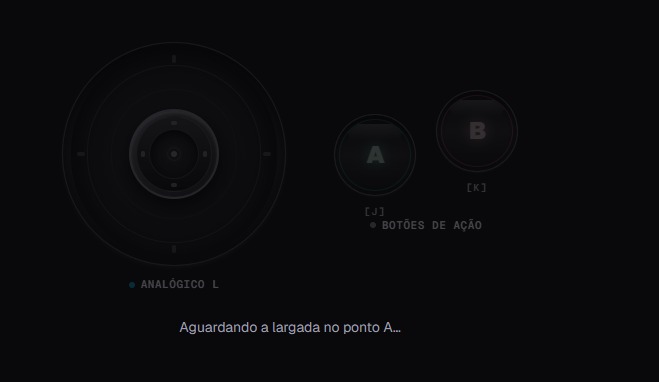 B
A
[K]
[J]
BOTÕES DE AÇÃO
ANALÓGICO L
Aguardando a largada no ponto A...